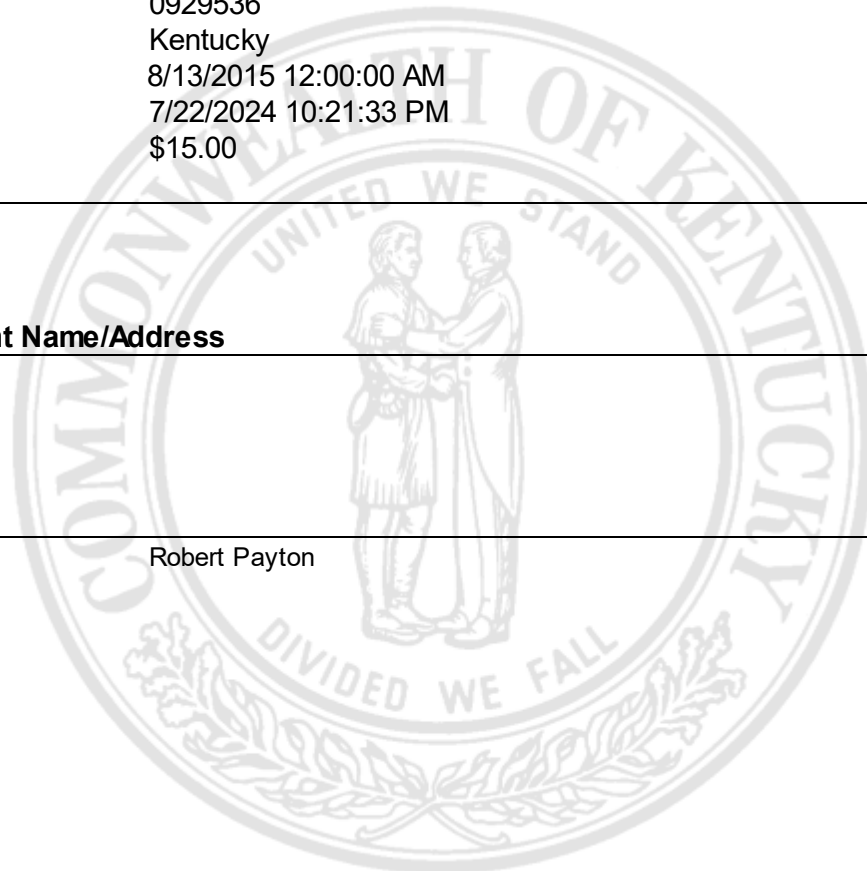 0929536
Kentucky
8/13/2015 12:00:00 AM
7/22/2024 10:21:33 PM
$15.00
COMMONWEALTH OF KENTUCKY
UNITED WE STAND
Name/Address
Robert Payton
DIVIDED WE FALL